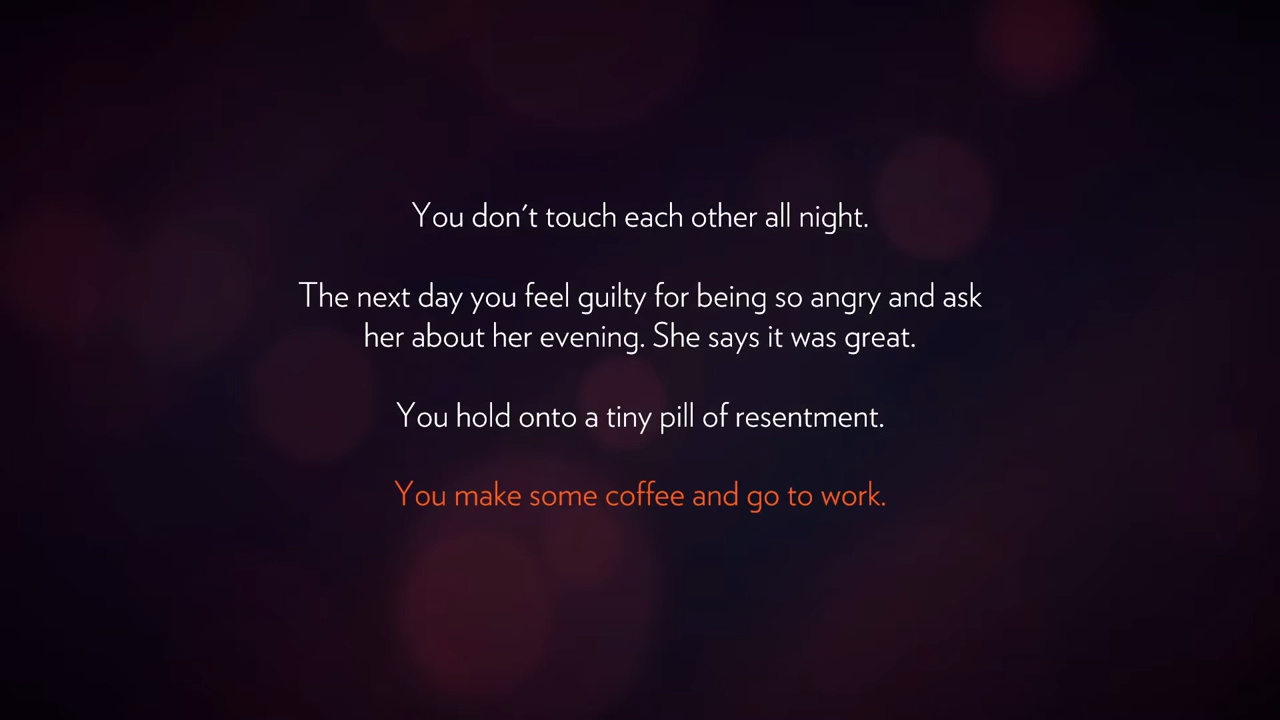 You don't touch each other all night.
The next day you feel guilty for being so angry and ask
her about her evening. She says it was great.
You hold onto a tiny pill of resentment.
You make some coffee and go to work.